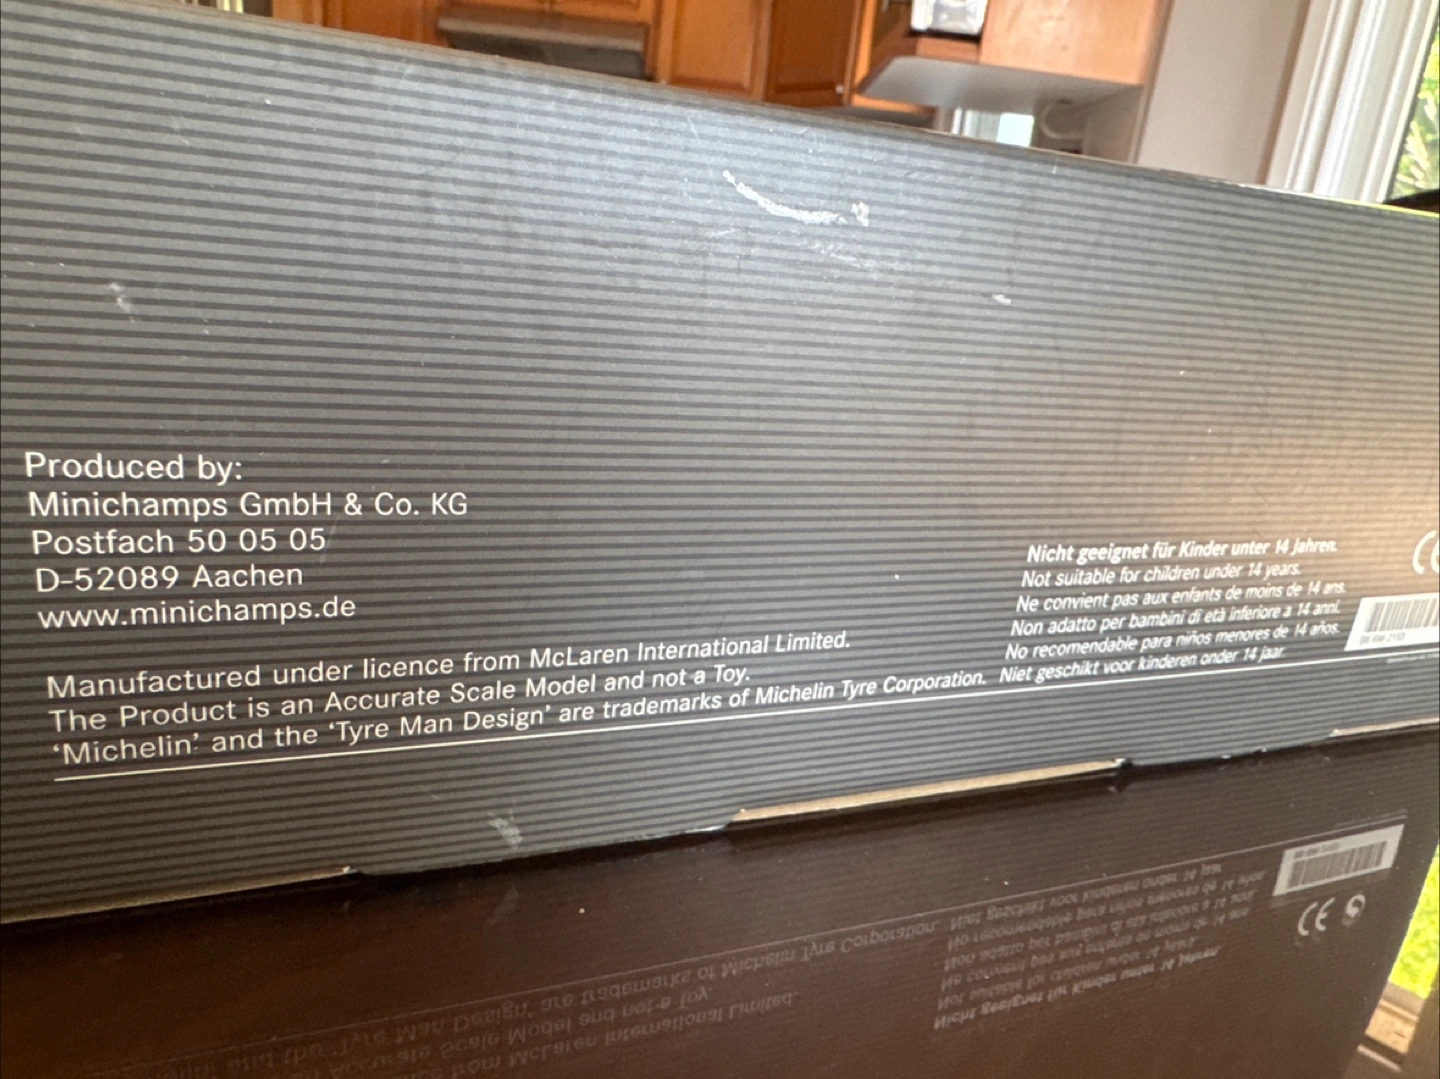 Produced by:
Minichamps GmbH & Co. KG
Postfach 50 05 05
D-52089 Aachen
www.minichamps.de
Manufactured under licence from McLaren International Limited.
The Product is an Accurate Scale Model and not a Toy.
‘Michelin’ and the ‘Tyre Man Design’ are trademarks of Michelin Tyre Corporation.
Nicht geeignet für Kinder unter 14 Jahren.
Not suitable for children under 14 years.
Ne convient pas aux enfants de moins de 14 ans.
Non adatto per bambini di età inferiore a 14 anni.
No recomendable para niños menores de 14 años.
Niet geschikt voor kinderen onder 14 jaar.
CE